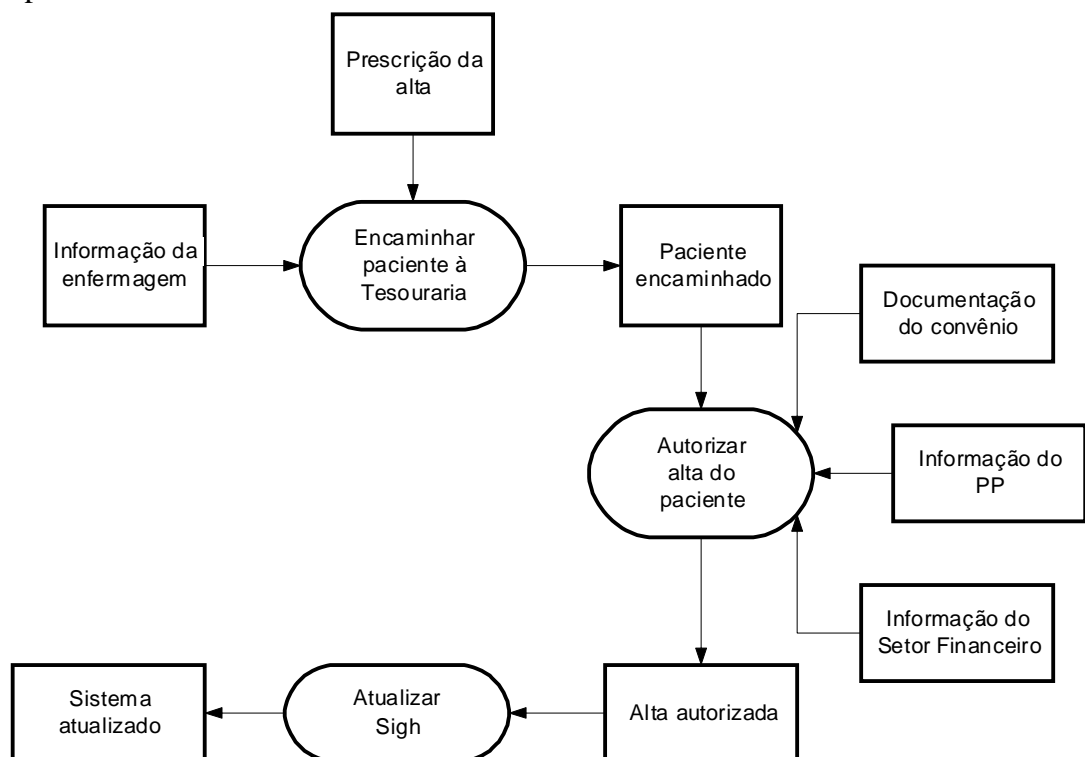 Prescrição da
alta
Informação da
enfermagem
Encaminhar
paciente à
Tesouraria
Paciente
encaminhado
Documentação
do convênio
Autorizar
alta do
paciente
Informação do
PP
Informação do
Setor Financeiro
Sistema
atualizado
Atualizar
Sigh
Alta autorizada